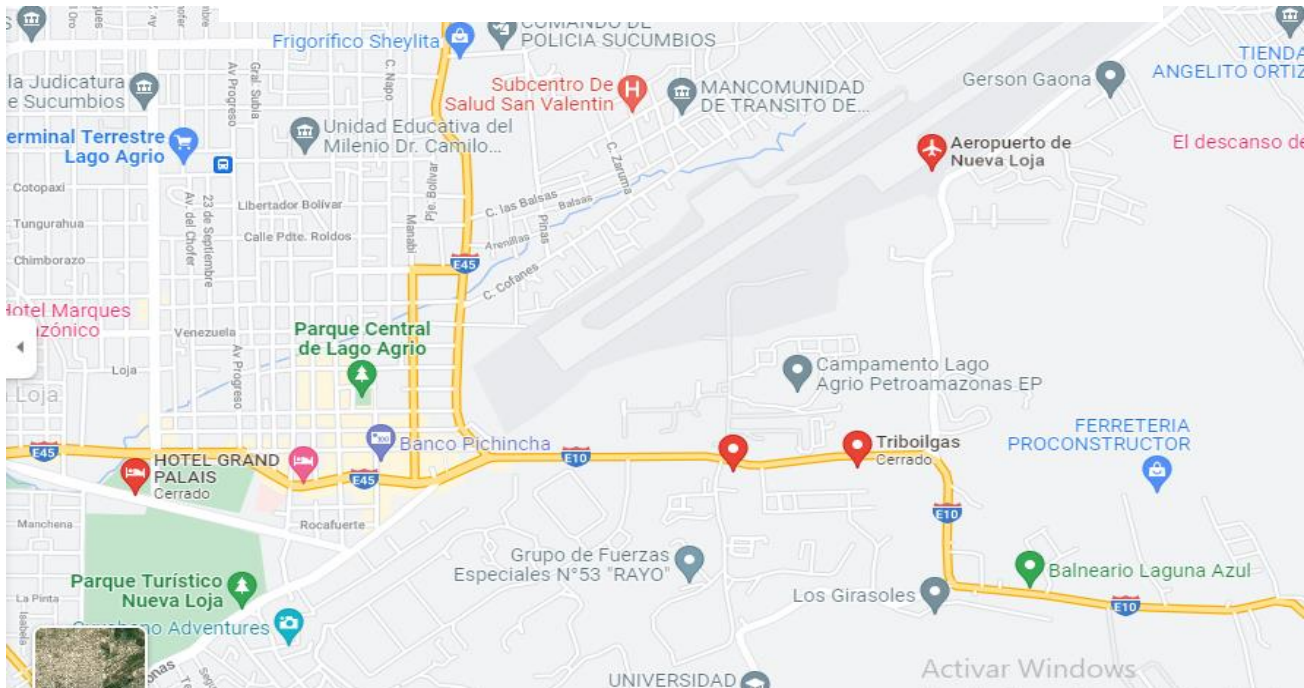 COMANDO DE
POLICIA SUCUMBIOS
Frigorífico Sheylita
TIENDA
ANGELITO ORTIZ
la Judicatura
e Sucumbios
Av Progreso
Gral. Subia
C. Napo
Subcentro De
Salud San Valentin
MANCOMUNIDAD
DE TRANSITO DE...
Gerson Gaona
Unidad Educativa del
Milenio Dr. Camilo...
erminal Terrestre
Lago Agrio
Aeropuerto de
Nueva Loja
El descanso de
C. Zaruma
Pje. Bolívar
Cotopaxi
23 de Septiembre
Av. del Chofer
Libertador Bolívar
C. las Balsas
Balsas
Tungurahua
Calle Pdte. Roldos
Manabi
Pinas
Arenillas
Chimborazo
E45
C. Cofanes
Hotel Marques
azónico
Venezuela
Parque Central
de Lago Agrio
Av Progreso
Loja
Loja
Campamento Lago
Agrio Petroamazonas EP
FERRETERIA
PROCONSTRUCTOR
Banco Pichincha
Triboilgas
Cerrado
E45
HOTEL GRAND
PALAIS
Cerrado
E10
E45
E10
Manchena
Rocafuerte
Grupo de Fuerzas
Especiales N°53 "RAYO"
Balneario Laguna Azul
Parque Turístico
Nueva Loja
Los Girasoles
E10
La Pinta
Isabela
Cuyabeno Adventures
Activar Windows
UNIVERSIDAD